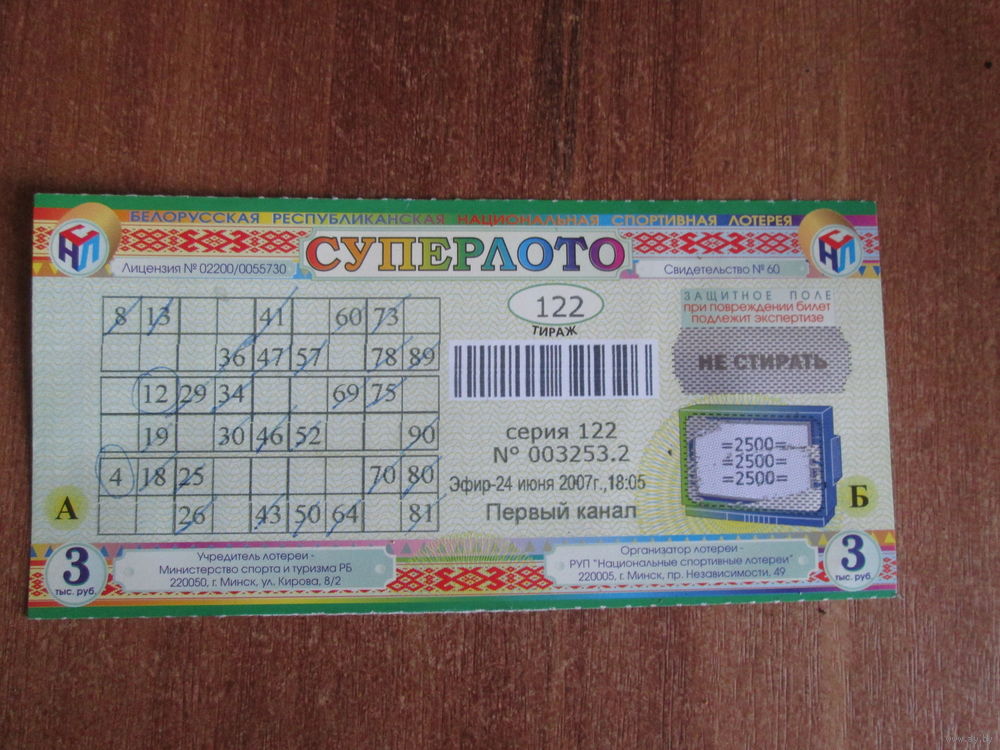 БЕЛОРУССКАЯ РЕСПУБЛИКАНСКАЯ НАЦИОНАЛЬНАЯ СПОРТИВНАЯ ЛОТЕРЕЯ
СНЛ
СУПЕРЛОТО
СНЛ
Лицензия № 02200/0055730
Свидетельство № 60
8 13 41 60 73
36 47 57 78 89
12 29 34 69 75
19 30 46 52 90
4 18 25 70 80
26 43 50 64 81
А
122
ТИРАЖ
серия 122
N° 003253.2
Эфир-24 июня 2007г.,18:05
Первый канал
ЗАЩИТНОЕ ПОЛЕ
при повреждении билет
подлежит экспертизе
НЕ СТИРАТЬ
=2500=
=2500=
=2500=
Б
3
тыс. руб.
Учредитель лотереи -
Министерство спорта и туризма РБ
220050, г. Минск, ул. Кирова, 8/2
Организатор лотереи -
РУП "Национальные спортивные лотереи"
220005, г. Минск, пр. Независимости, 49
3
тыс. руб.
www.ay.by